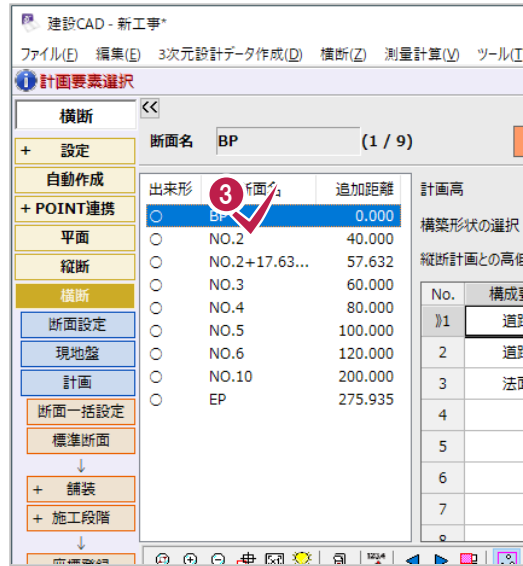 建設CAD - 新工事*
ファイル(F) 編集(E) 3次元設計データ作成(D) 横断(Z) 測量計算(V) ツール(T
計画要素選択
横断
+ 設定
自動作成
+ POINT連携
平面
縦断
横断
断面設定
現地盤
計画
断面一括設定
標準断面
↓
+ 舗装
+ 施工段階
↓
<<
断面名 BP (1 / 9)
出来形 断面名 追加距離
○ BP 0.000
○ NO.2 40.000
○ NO.2+17.63... 57.632
○ NO.3 60.000
○ NO.4 80.000
○ NO.5 100.000
○ NO.6 120.000
○ NO.10 200.000
○ EP 275.935
3
計画高
構築形状の選択
縦断計画との高低
No. 構成要
1 道路
2 道路
3 法面
4
5
6
7